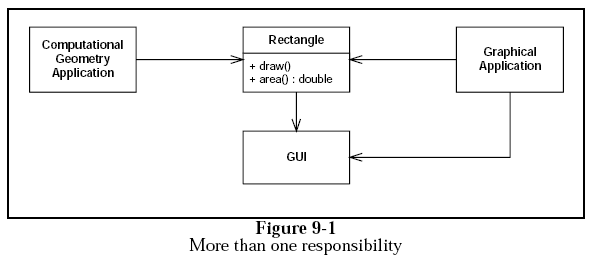 Computational
Geometry
Application
Rectangle
+ draw()
+ area() : double
Graphical
Application
GUI
Figure 9-1
More than one responsibility